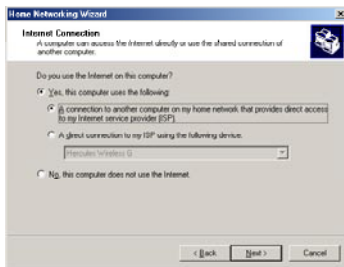 Home Networking Wizard
Internet Connection
A computer can access the Internet directly or use the shared connection of
another computer.
Do you use the Internet on this computer?
Yes, this computer uses the following:
A connection to another computer on my home network that provides direct access
to my Internet service provider (ISP).
A direct connection to my ISP using the following device.
Hercules Wireless G
No, this computer does not use the Internet.
< Back
Next >
Cancel